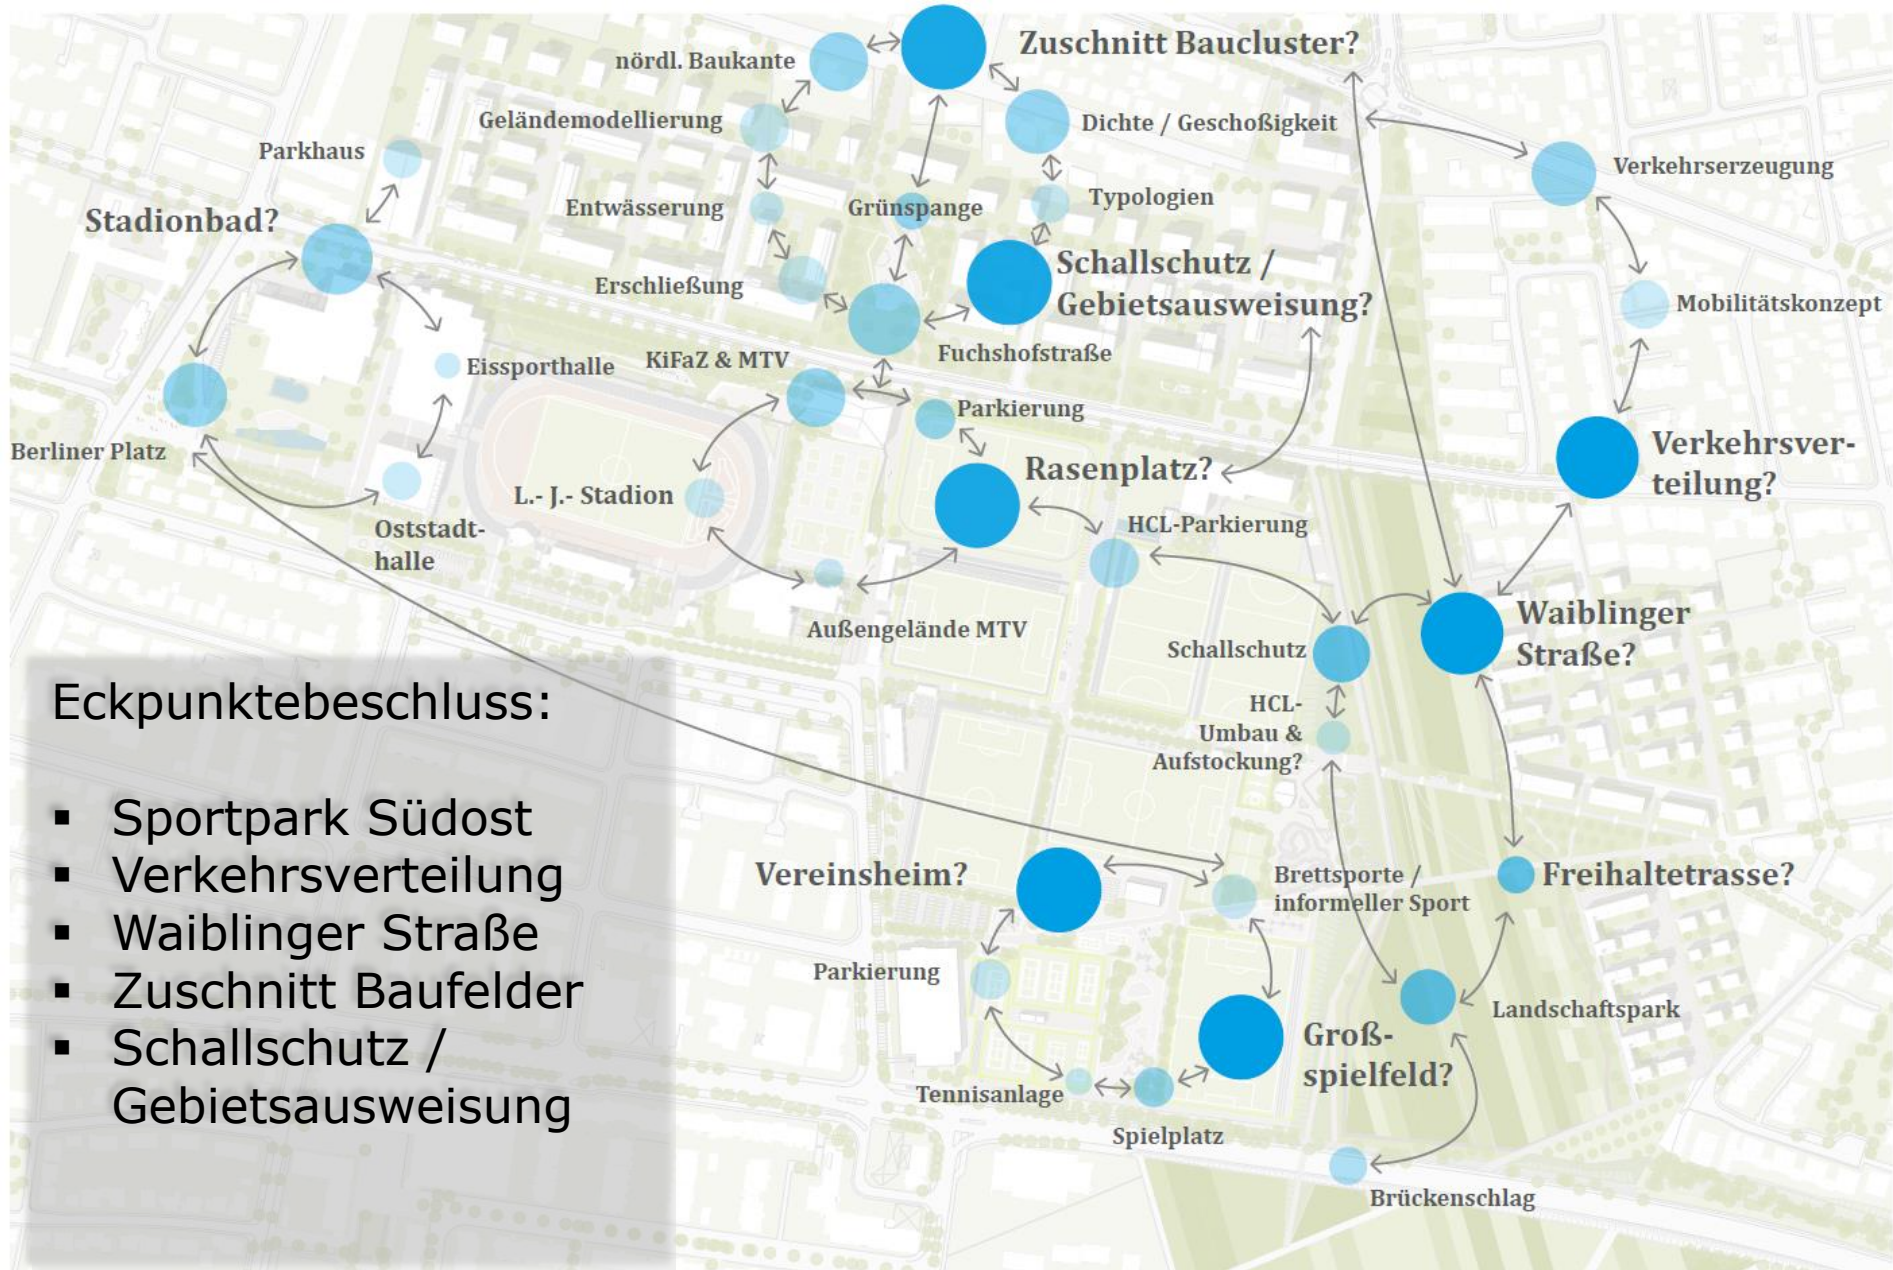 Zuschnitt Baucluster?
nördl. Baukante
Geländemodellierung
Dichte / Geschoßigkeit
Parkhaus
Verkehrserzeugung
Stadionbad?
Entwässerung
Grünspange
Typologien
Schallschutz /
Gebietsausweisung?
Erschließung
Mobilitätskonzept
Fuchshofstraße
KiFaZ & MTV
Eissporthalle
Parkierung
Berliner Platz
Verkehrsver-
teilung?
Rasenplatz?
L.- J.- Stadion
HCL-Parkierung
Oststadt-
halle
Außengelände MTV
Schallschutz
Waiblinger
Straße?
HCL-
Umbau &
Aufstockung?
Eckpunktebeschluss:
▪ Sportpark Südost
▪ Verkehrsverteilung
▪ Waiblinger Straße
▪ Zuschnitt Baufelder
▪ Schallschutz /
Gebietsausweisung
Vereinsheim?
Brettsporte /
informeller Sport
Freihaltetrasse?
Parkierung
Landschaftspark
Groß-
spielfeld?
Tennisanlage
Spielplatz
Brückenschlag